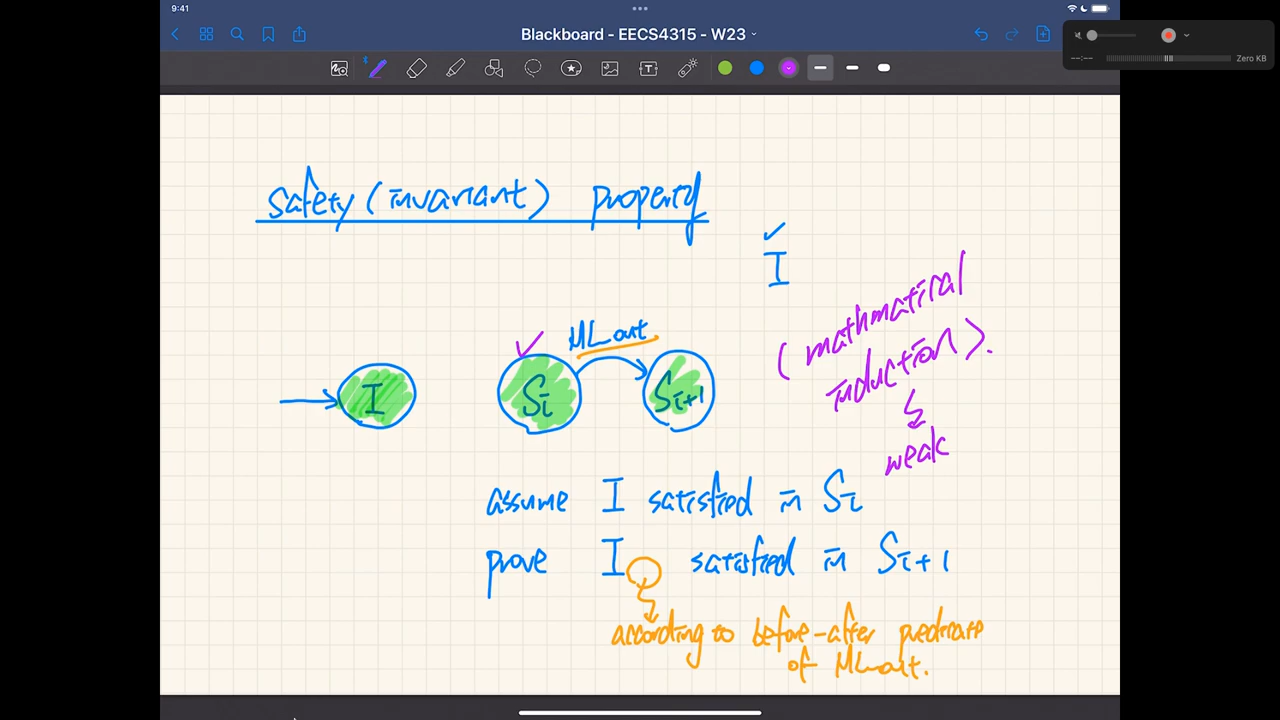 9:41
Blackboard - EECS4315 - W23
Zero KB
safety (invariant) property
I
(mathmatical
induction).
weak
ML_out
I
Si
Si+1
assume I satisfied in Si
prove I satisfied in Si+1
according to before-after predicate
of ML_out.